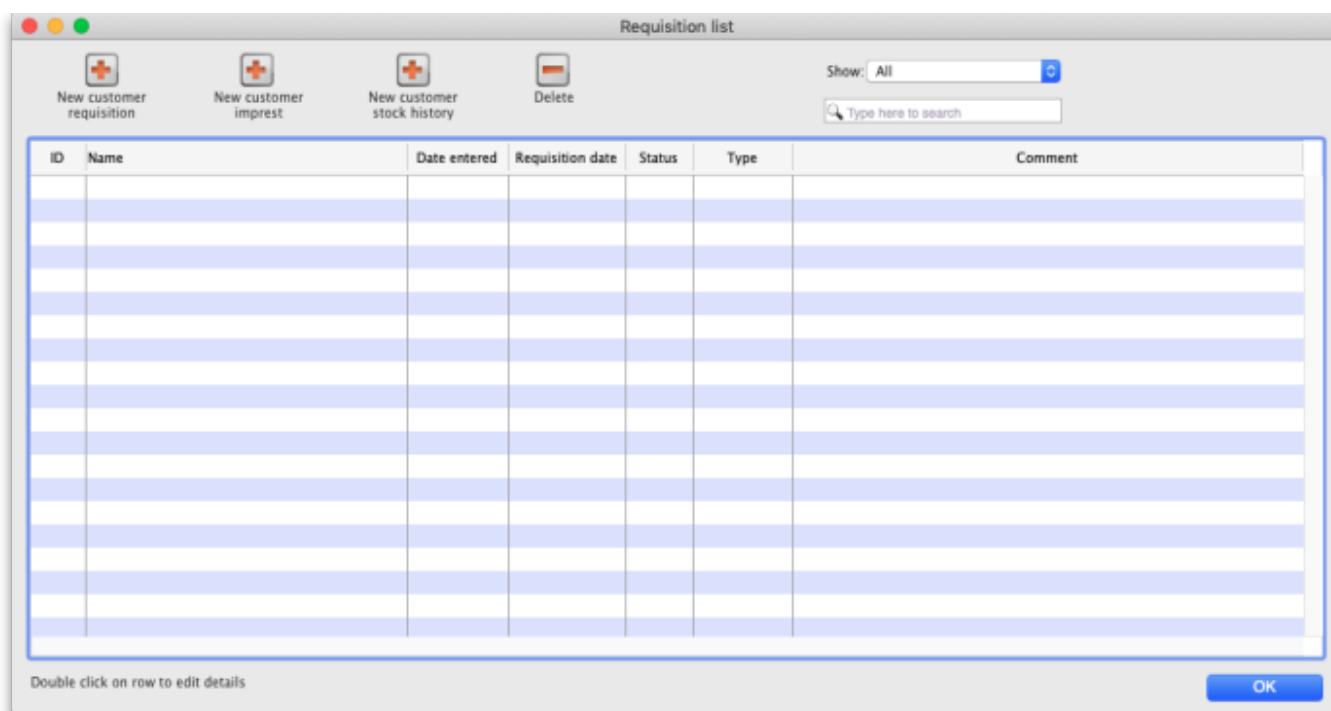 Requisition list
New customer
requisition
New customer
imprest
New customer
stock history
Delete
Show: All
Type here to search
ID Name Date entered Requisition date Status Type Comment
Double click on row to edit details
OK